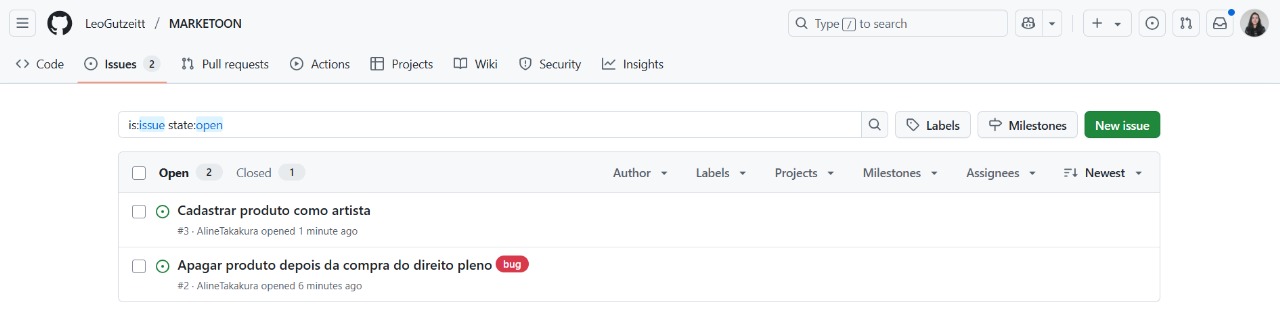 LeoGutzeitt / MARKETOON
Type / to search
Code
Issues 2
Pull requests
Actions
Projects
Wiki
Security
Insights
is:issue state:open
Labels
Milestones
New issue
Open 2
Closed 1
Author
Labels
Projects
Milestones
Assignees
Newest
Cadastrar produto como artista
#3 · AlineTakakura opened 1 minute ago
Apagar produto depois da compra do direito pleno bug
#2 · AlineTakakura opened 6 minutes ago